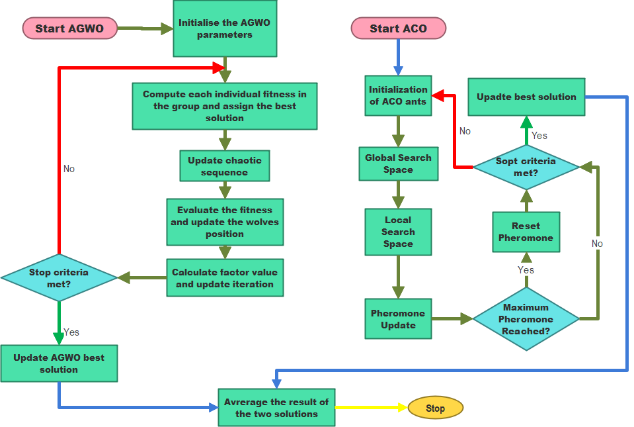 Start AGWO
Initialise the AGWO
parameters
Compute each individual fitness in
the group and assign the best
solution
Update chaotic
sequence
Evaluate the fitness
and update the wolves
position
Calculate factor value
and update iteration
No
Stop criteria
met?
Yes
Update AGWO best
solution
Start ACO
Initialization
of ACO ants
Global Search
Space
Local
Search
Space
Pheromone
Update
Maximum
Pheromone
Reached?
Yes
No
Reset
Pheromone
Sopt criteria
met?
No
Yes
Upadte best solution
Avrerage the result of
the two solutions
Stop